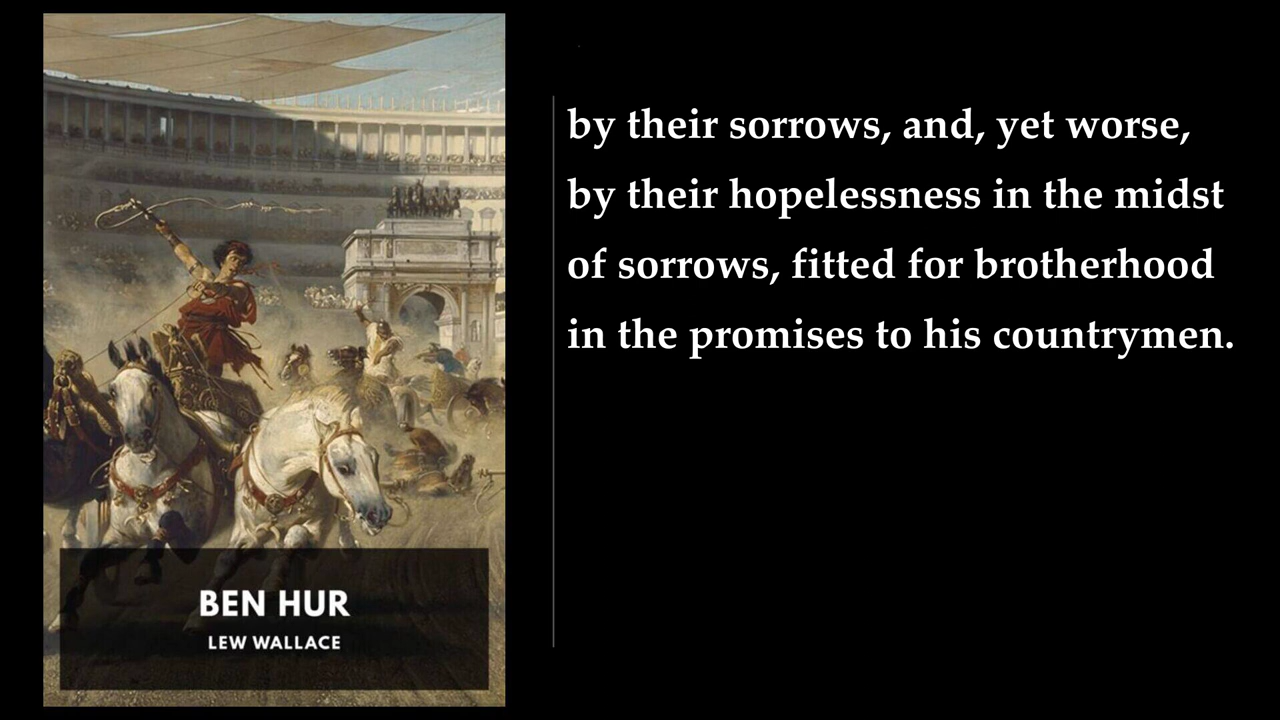 by their sorrows, and, yet worse,
by their hopelessness in the midst
of sorrows, fitted for brotherhood
in the promises to his countrymen.
BEN HUR
LEW WALLACE